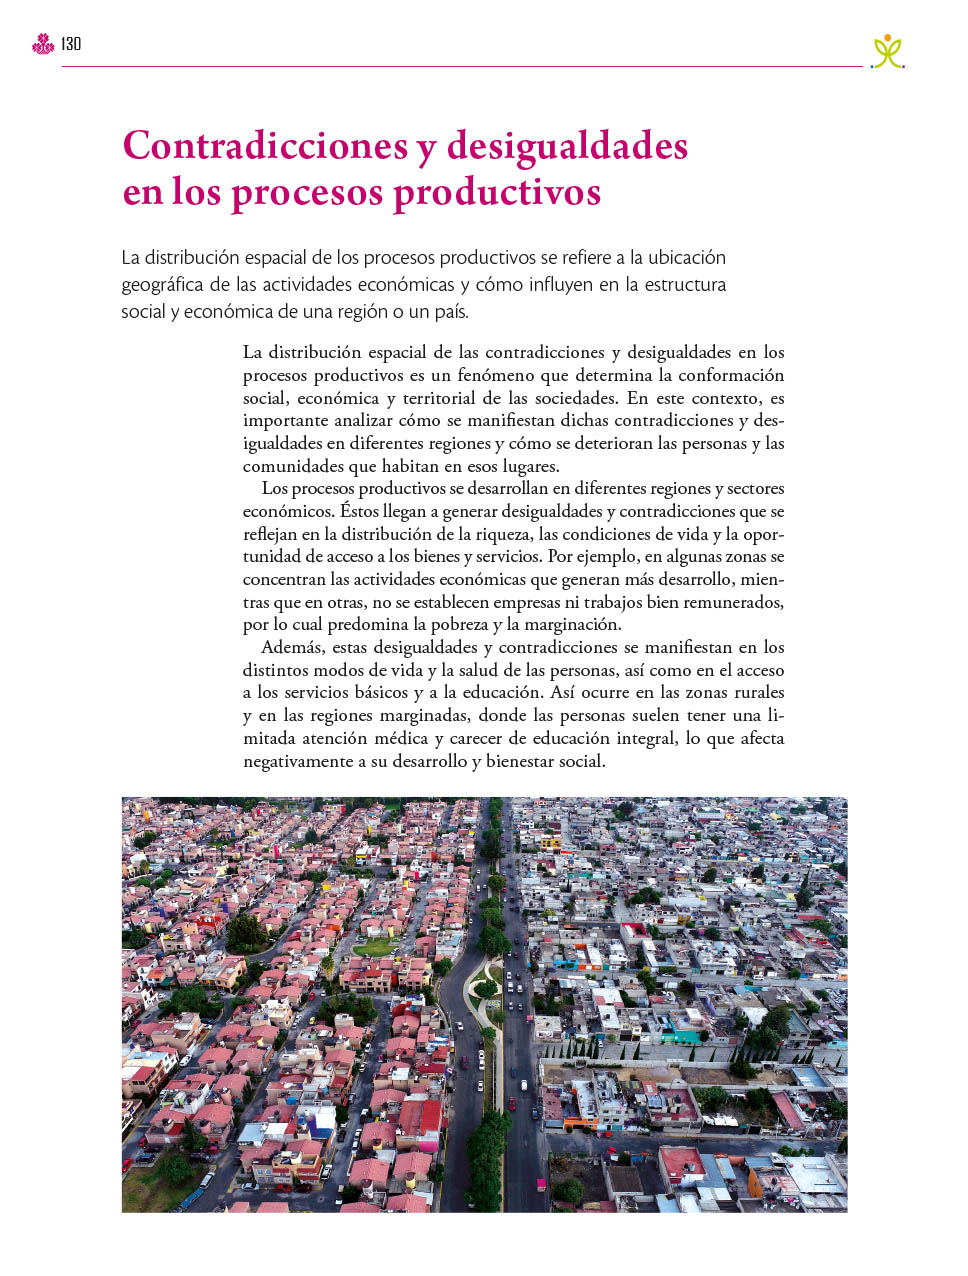 130
Contradicciones y desigualdades
en los procesos productivos
La distribución espacial de los procesos productivos se refiere a la ubicación
geográfica de las actividades económicas y cómo influyen en la estructura
social y económica de una región o un país.
La distribución espacial de las contradicciones y desigualdades en los
procesos productivos es un fenómeno que determina la conformación
social, económica y territorial de las sociedades. En este contexto, es
importante analizar cómo se manifiestan dichas contradicciones y des-
igualdades en diferentes regiones y cómo se deterioran las personas y las
comunidades que habitan en esos lugares.
Los procesos productivos se desarrollan en diferentes regiones y sectores
económicos. Éstos llegan a generar desigualdades y contradicciones que se
reflejan en la distribución de la riqueza, las condiciones de vida y la opor-
tunidad de acceso a los bienes y servicios. Por ejemplo, en algunas zonas se
concentran las actividades económicas que generan más desarrollo, mien-
tras que en otras, no se establecen empresas ni trabajos bien remunerados,
por lo cual predomina la pobreza y la marginación.
Además, estas desigualdades y contradicciones se manifiestan en los
distintos modos de vida y la salud de las personas, así como en el acceso
a los servicios básicos y a la educación. Así ocurre en las zonas rurales
y en las regiones marginadas, donde las personas suelen tener una li-
mitada atención médica y carecer de educación integral, lo que afecta
negativamente a su desarrollo y bienestar social.